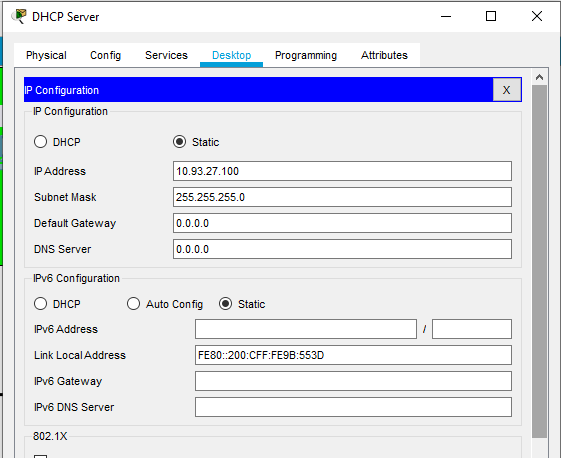 DHCP Server
Physical Config Services Desktop Programming Attributes
IP Configuration X
IP Configuration
DHCP Static
IP Address 10.93.27.100
Subnet Mask 255.255.255.0
Default Gateway 0.0.0.0
DNS Server 0.0.0.0
IPv6 Configuration
DHCP Auto Config Static
IPv6 Address /
Link Local Address FE80::200:CFF:FE9B:553D
IPv6 Gateway
IPv6 DNS Server
802.1X